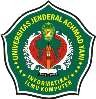 UNIVERSITAS JENDERAL ACHMAD YANI
INFORMATIKA
ILMU KOMPUTER